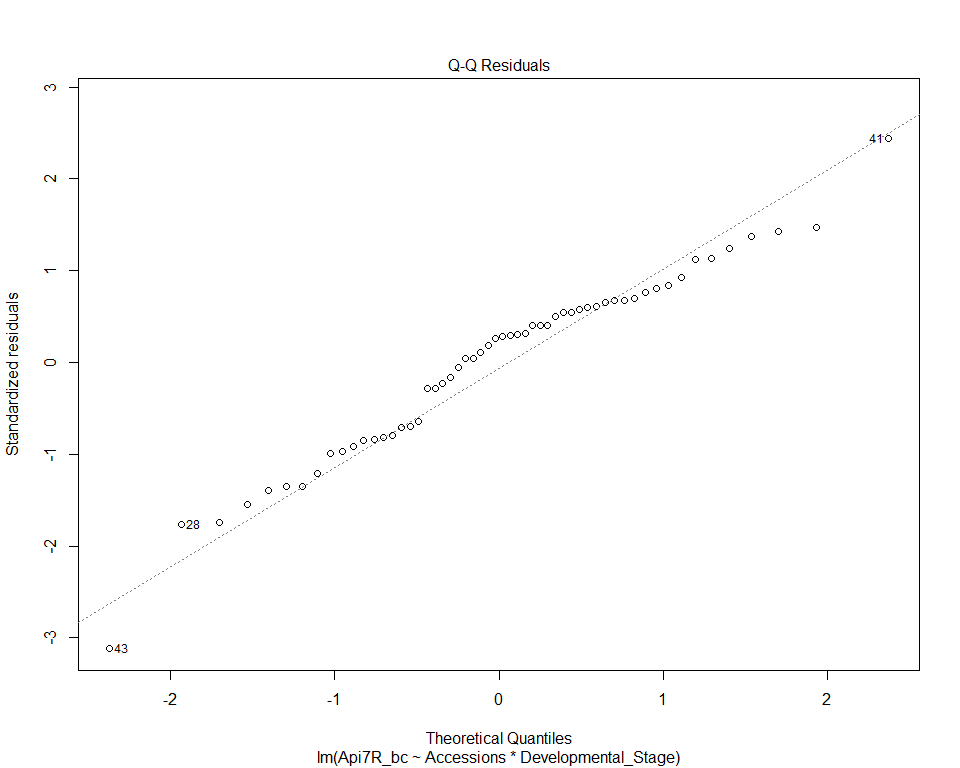 Q-Q Residuals
3
2
1
0
-1
-2
-3
Standardized residuals
41
28
43
-2 -1 0 1 2
Theoretical Quantiles
lm(Api7R_bc ~ Accessions * Developmental_Stage)